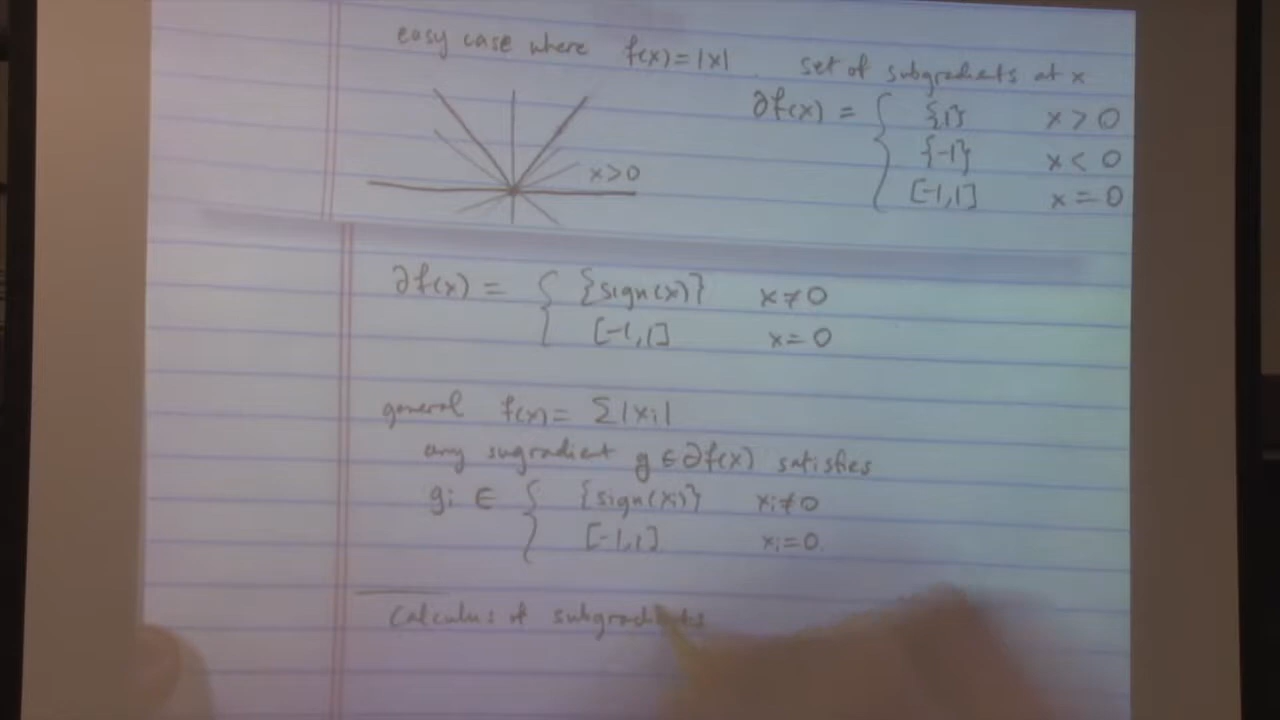 easy case where f(x) = |x| set of subgradients at x
∂f(x) = { {1} x > 0
{-1} x < 0
[-1,1] x = 0
x>0
∂f(x) = { {sign(x)} x ≠ 0
[-1,1] x = 0
general f(x) = Σ|xi|
any sugradient g ∈ ∂f(x) satisfies
gi ∈ { {sign(xi)} xi ≠ 0
[-1,1] xi = 0
Calculus of subgradients